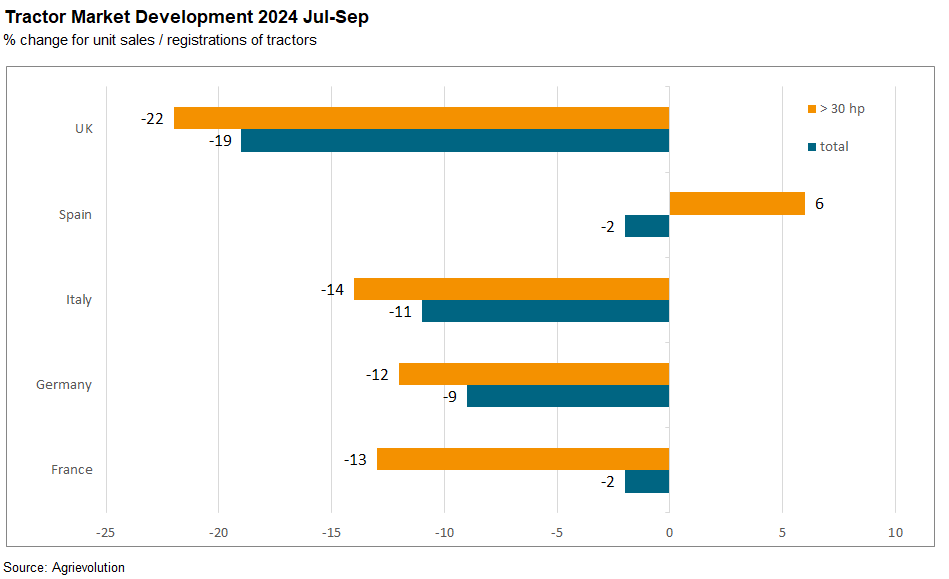 Tractor Market Development 2024 Jul-Sep
% change for unit sales / registrations of tractors
> 30 hp
total
UK
-22
-19
Spain
6
-2
Italy
-14
-11
Germany
-12
-9
France
-13
-2
-25 -20 -15 -10 -5 0 5 10
Source: Agrievolution